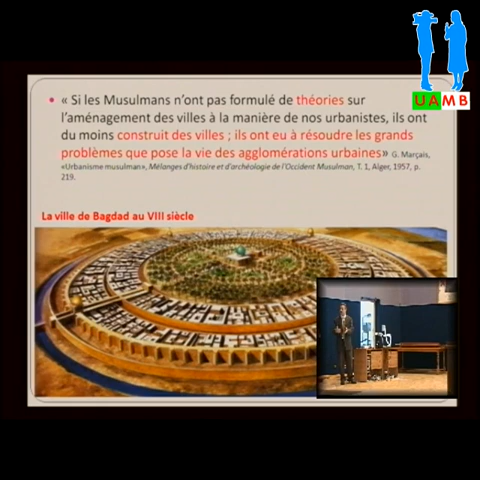 UAMB
• « Si les Musulmans n'ont pas formulé de théories sur
l'aménagement des villes à la manière de nos urbanistes, ils ont
du moins construit des villes ; ils ont eu à résoudre les grands
problèmes que pose la vie des agglomérations urbaines» G. Marçais,
«Urbanisme musulman», Mélanges d'histoire et d'archéologie de l'Occident Musulman, T. 1, Alger, 1957, p.
219.
La ville de Bagdad au VIII siècle